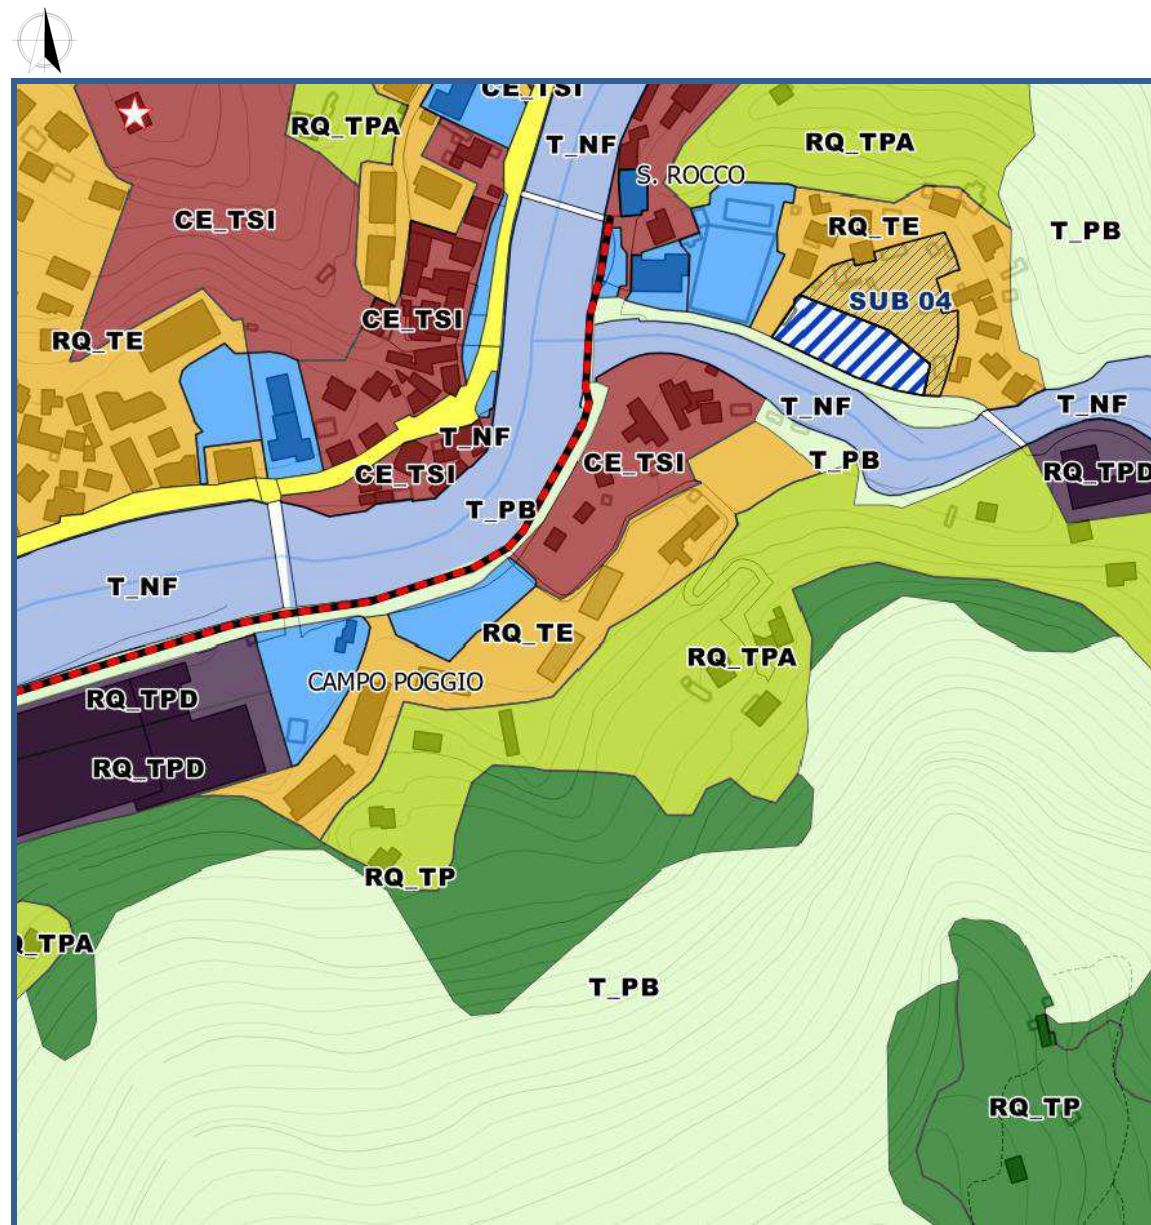 CE_TSI
RQ_TPA
T_NF
RQ_TPA
S. ROCCO
CE_TSI
RQ_TE
T_PB
SUB 04
CE_TSI
RQ_TE
T_NF
T_NF
T_NF
CE_TSI
T_PB
CE_TSI
RQ_TPD
T_PB
T_NF
RQ_TE
RQ_TPA
CAMPO POGGIO
RQ_TPD
RQ_TPD
RQ_TP
Q_TPA
T_PB
RQ_TP